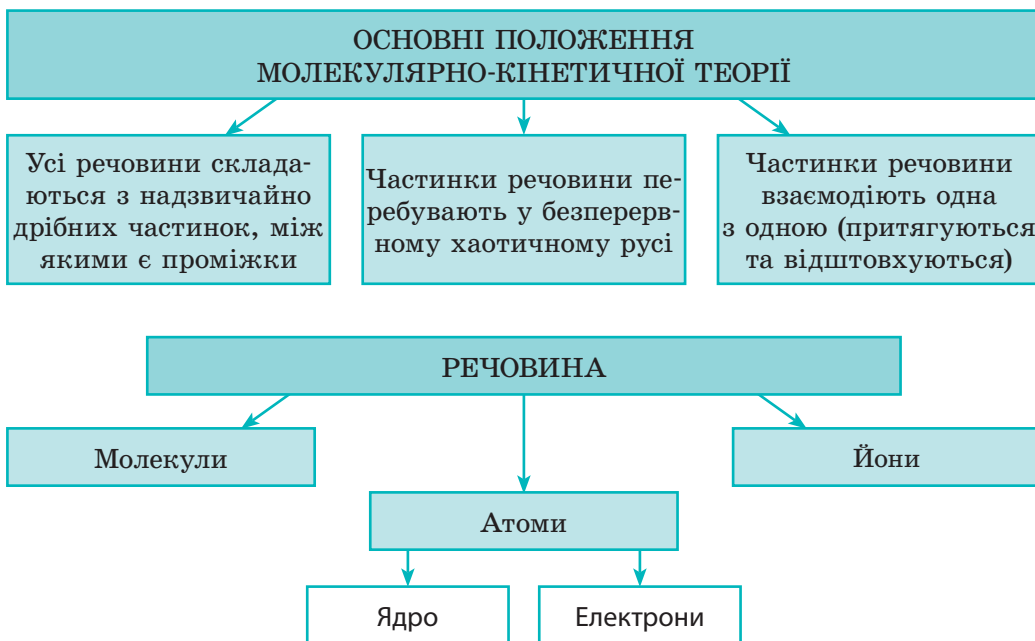 ОСНОВНІ ПОЛОЖЕННЯ
МОЛЕКУЛЯРНО-КІНЕТИЧНОЇ ТЕОРІЇ
Усі речовини склада-
ються з надзвичайно
дрібних частинок, між
якими є проміжки
Частинки речовини пе-
ребувають у безперерв-
ному хаотичному русі
Частинки речовини
взаємодіють одна
з одною (притягуються
та відштовхуються)
РЕЧОВИНА
Молекули
Йони
Атоми
Ядро
Електрони